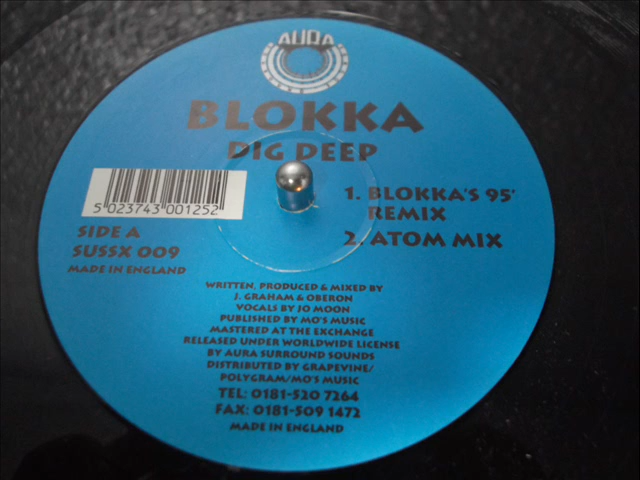 AURA
BLOKKA
DIG DEEP
5 023743 001252
SIDE A
SUSSX 009
MADE IN ENGLAND
1. BLOKKA'S 95'
REMIX
2. ATOM MIX
WRITTEN, PRODUCED & MIXED BY
J. GRAHAM & OBERON
VOCALS BY JO MOON
PUBLISHED BY MO'S MUSIC
MASTERED AT THE EXCHANGE
RELEASED UNDER WORLDWIDE LICENSE
BY AURA SURROUND SOUNDS
DISTRIBUTED BY GRAPEVINE/
POLYGRAM/MO'S MUSIC
TEL: 0181-520 7264
FAX: 0181-509 1472
MADE IN ENGLAND